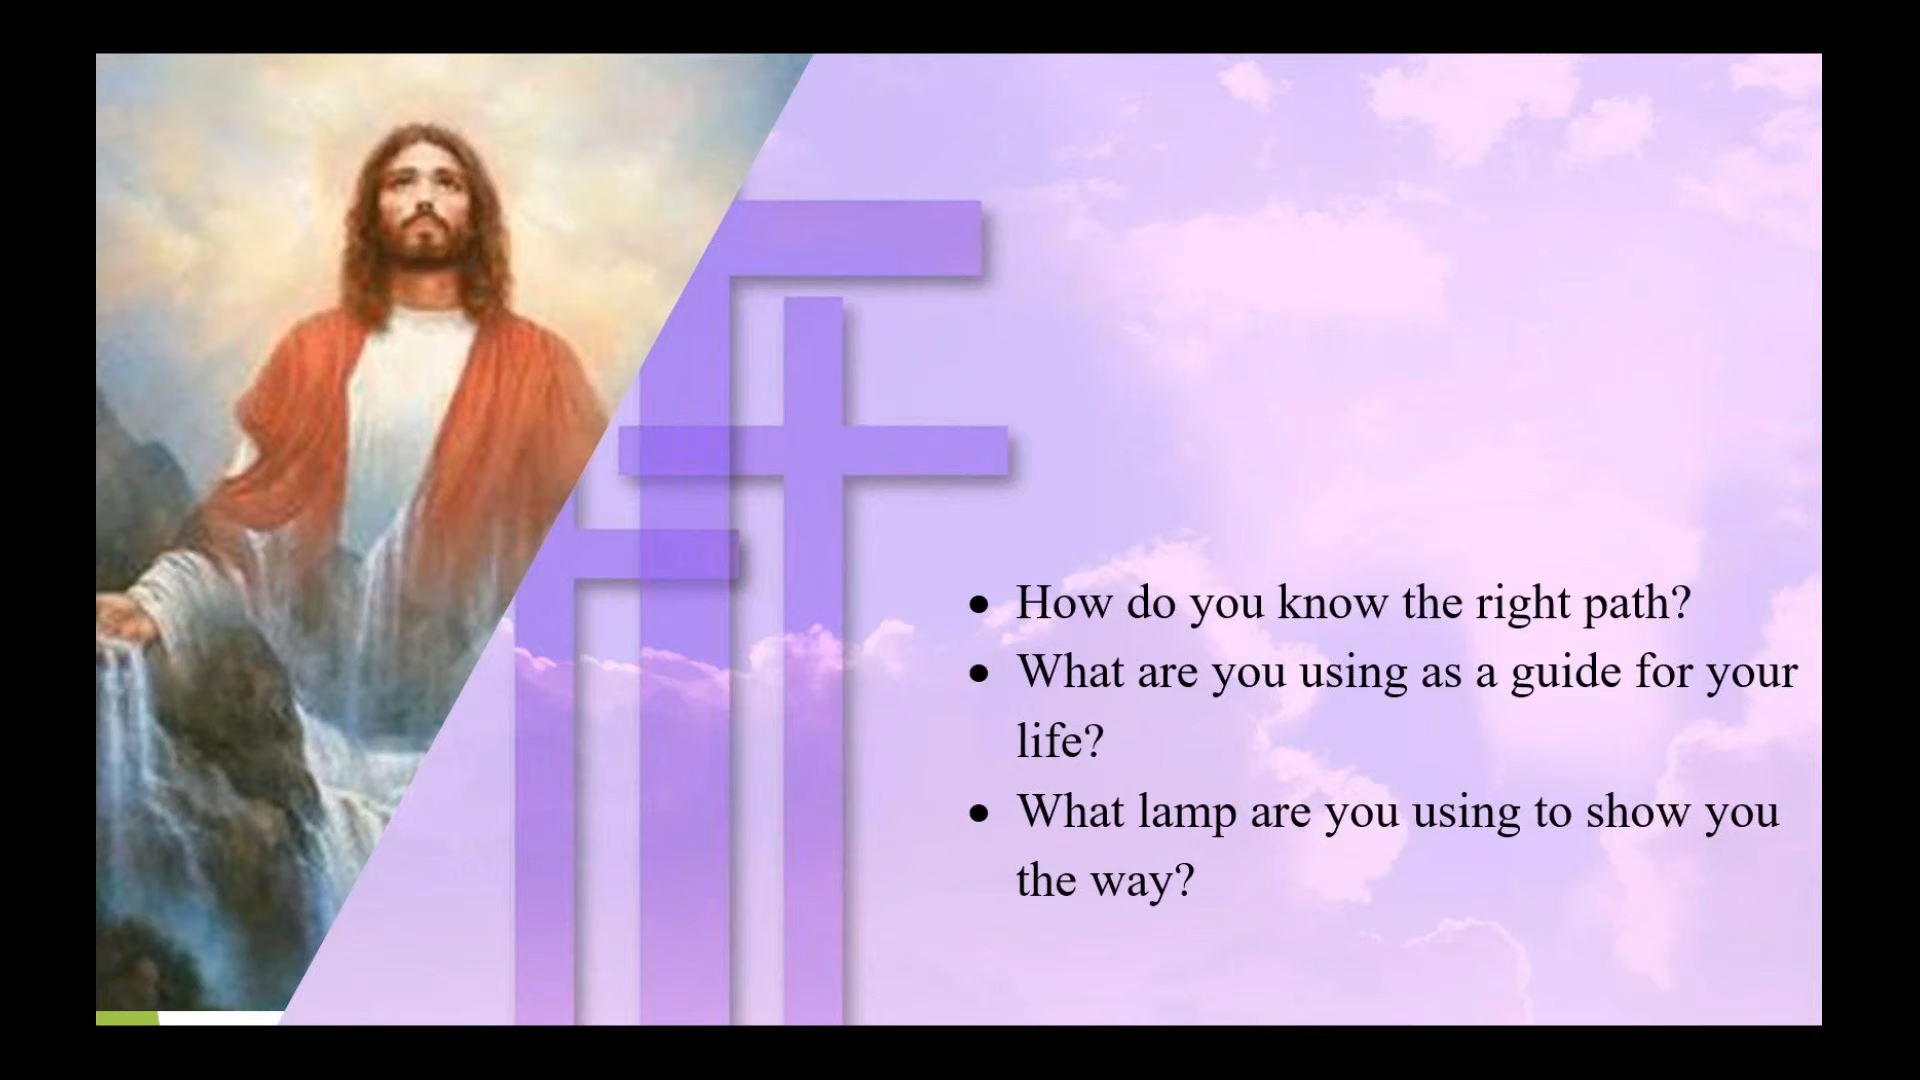 • How do you know the right path?
• What are you using as a guide for your
life?
• What lamp are you using to show you
the way?